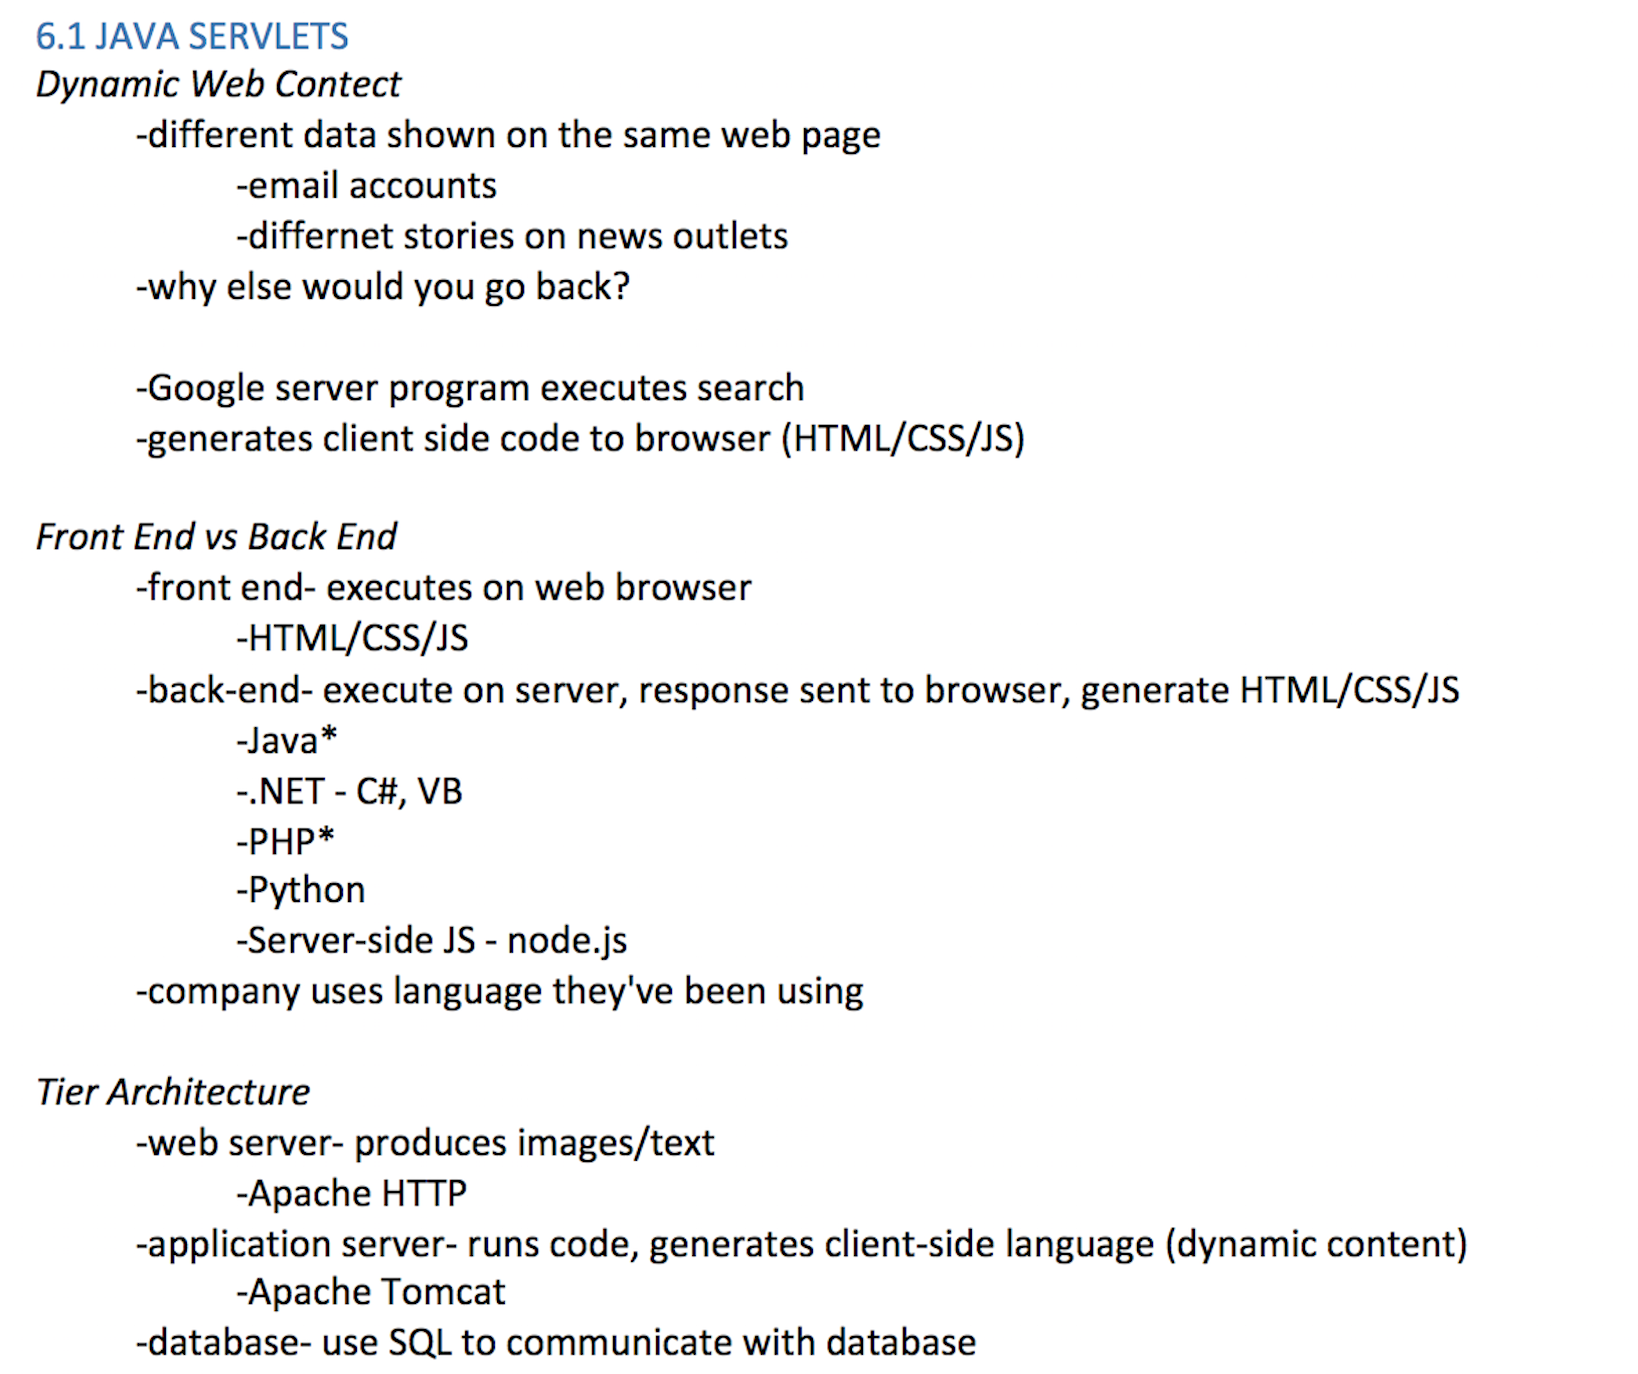 6.1 JAVA SERVLETS
Dynamic Web Contect
-different data shown on the same web page
-email accounts
-differnet stories on news outlets
-why else would you go back?
-Google server program executes search
-generates client side code to browser (HTML/CSS/JS)
Front End vs Back End
-front end- executes on web browser
-HTML/CSS/JS
-back-end- execute on server, response sent to browser, generate HTML/CSS/JS
-Java*
-.NET - C#, VB
-PHP*
-Python
-Server-side JS - node.js
-company uses language they've been using
Tier Architecture
-web server- produces images/text
-Apache HTTP
-application server- runs code, generates client-side language (dynamic content)
-Apache Tomcat
-database- use SQL to communicate with database